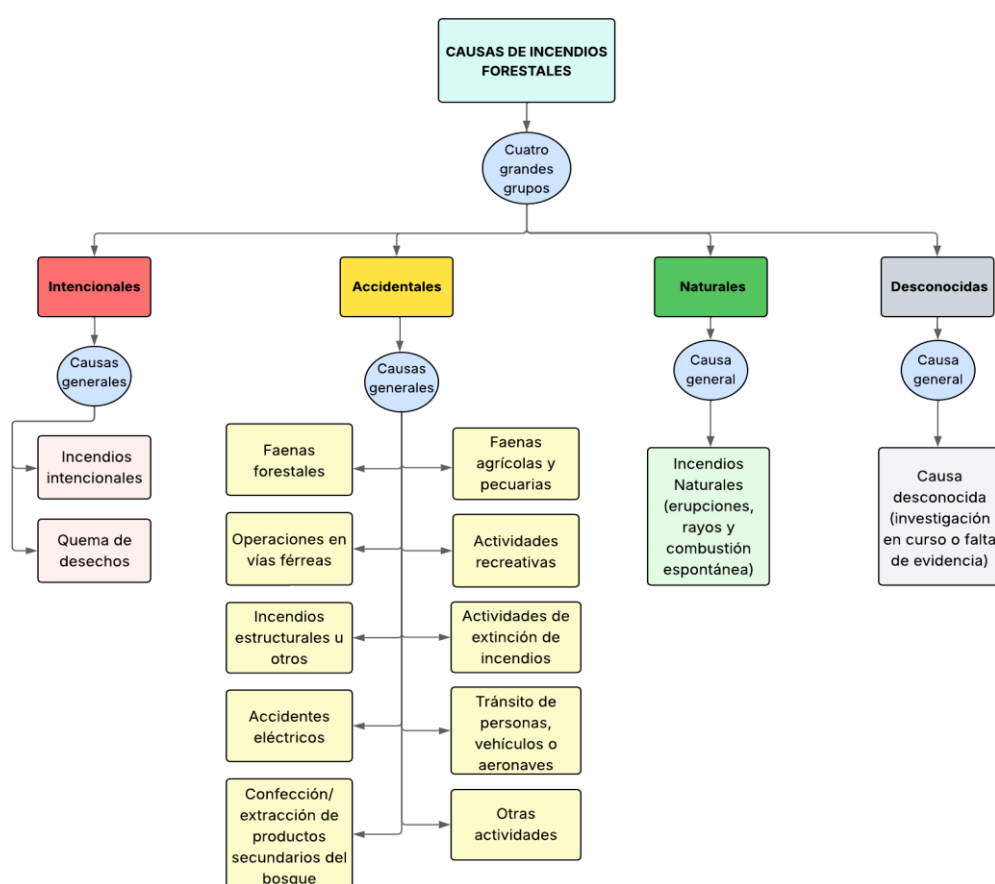 CAUSAS DE INCENDIOS
FORESTALES
Cuatro
grandes
grupos
Intencionales
Accidentales
Naturales
Desconocidas
Causas
generales
Causas
generales
Causa
general
Causa
general
Incendios
intencionales
Quema de
desechos
Faenas
forestales
Faenas
agrícolas y
pecuarias
Operaciones en
vías férreas
Actividades
recreativas
Incendios
estructurales u
otros
Actividades de
extinción de
incendios
Accidentes
eléctricos
Tránsito de
personas,
vehículos o
aeronaves
Confección/
extracción de
productos
secundarios del
bosque
Otras
actividades
Incendios
Naturales
(erupciones,
rayos y
combustión
espontánea)
Causa
desconocida
(investigación
en curso o falta
de evidencia)